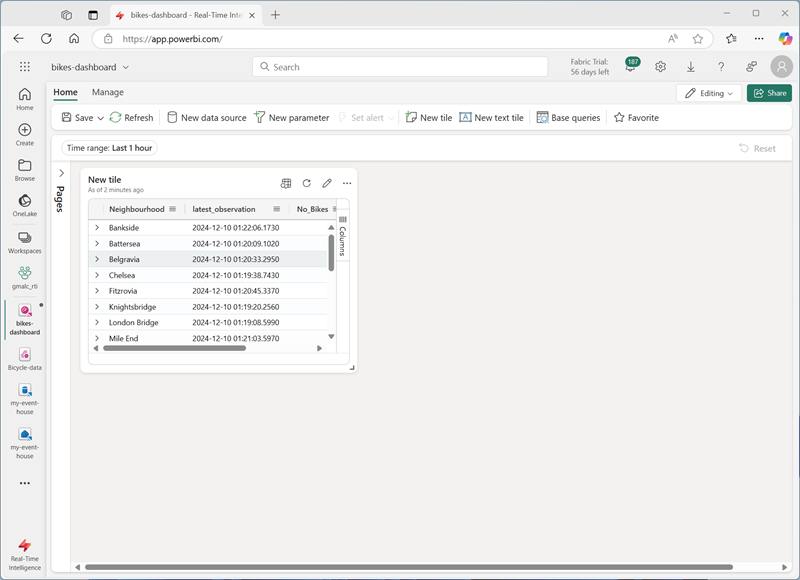 bikes-dashboard - Real-Time Intelli
https://app.powerbi.com/
bikes-dashboard
Search
Fabric Trial:
56 days left
187
Home Manage
Editing
Share
Save
Refresh
New data source
New parameter
Set alert
New tile
New text tile
Base queries
Favorite
Time range: Last 1 hour
Reset
Home
Create
Browse
OneLake
Workspaces
gmalc_rti
bikes-
dashboard
Bicycle-data
my-event-
house
my-event-
house
Real-Time
Intelligence
Pages
New tile
As of 2 minutes ago
Neighbourhood latest_observation No_Bikes
Bankside 2024-12-10 01:22:06.1730
Battersea 2024-12-10 01:20:09.1020
Belgravia 2024-12-10 01:20:33.2950
Chelsea 2024-12-10 01:19:38.7430
Fitzrovia 2024-12-10 01:20:45.3370
Knightsbridge 2024-12-10 01:19:20.2560
London Bridge 2024-12-10 01:19:08.5990
Mile End 2024-12-10 01:21:03.5970
Columns